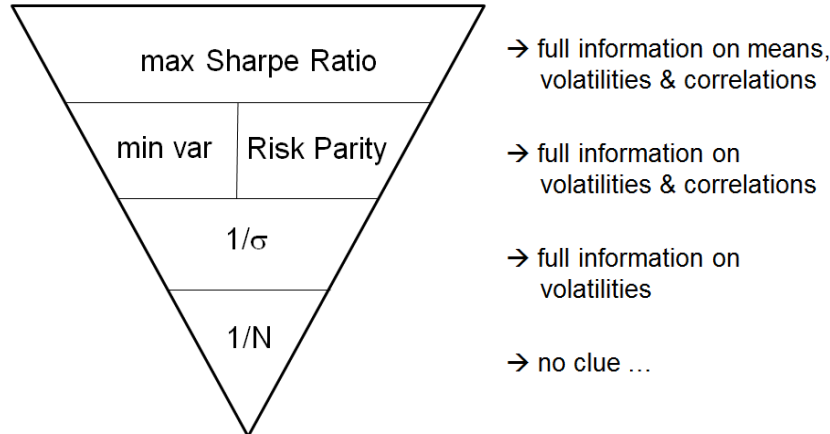 max Sharpe Ratio
→ full information on means,
volatilities & correlations
min var
Risk Parity
→ full information on
volatilities & correlations
1/σ
→ full information on
volatilities
1/N
→ no clue ...